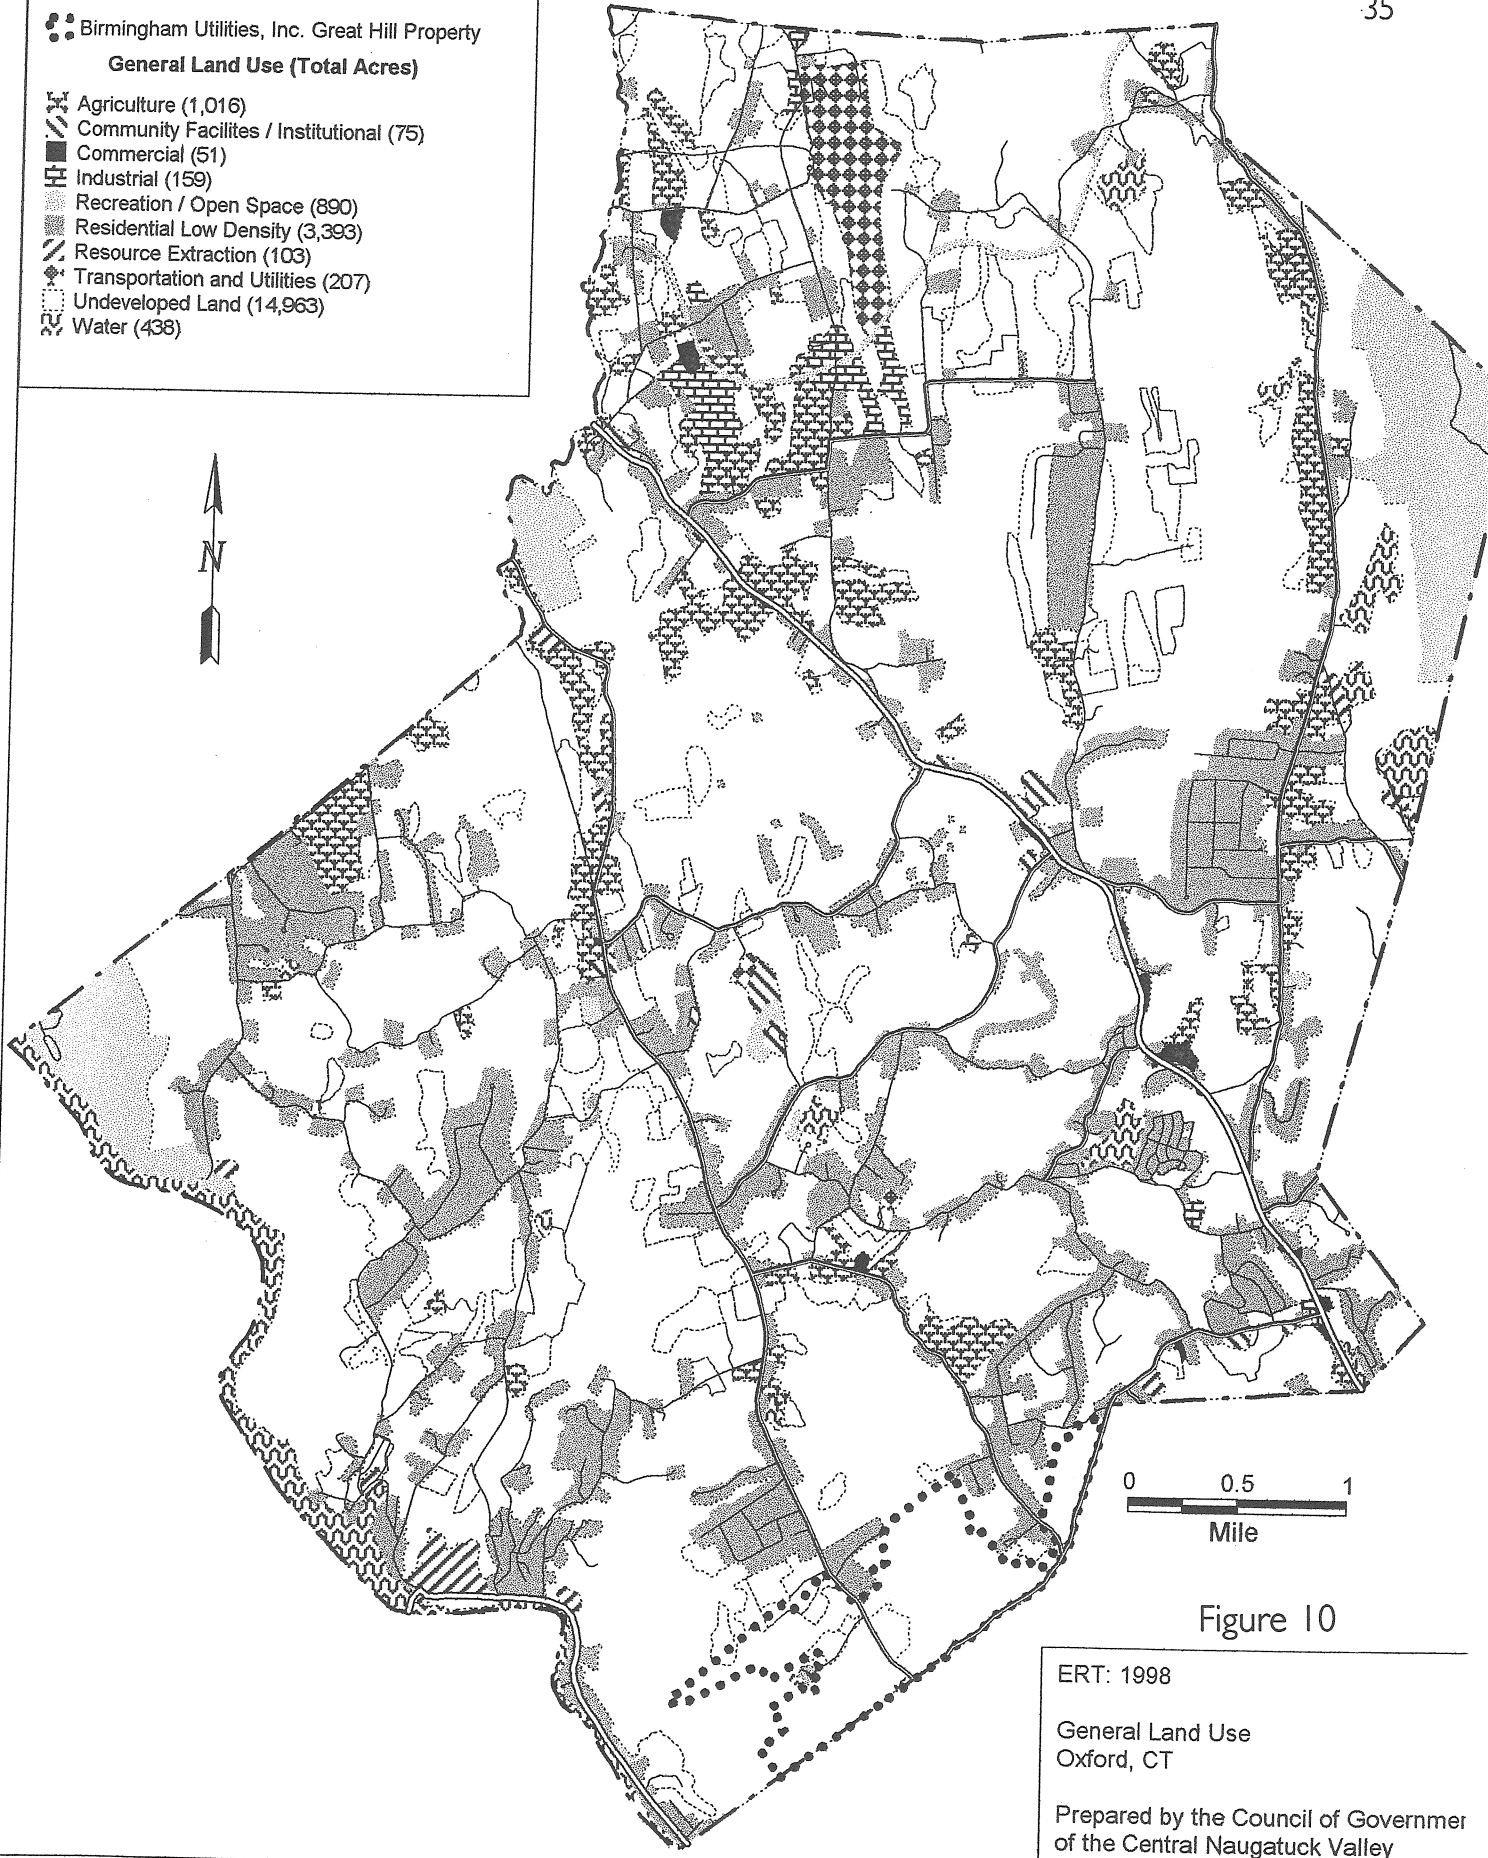 35
Birmingham Utilities, Inc. Great Hill Property
General Land Use (Total Acres)
Agriculture (1,016)
Community Facilites / Institutional (75)
Commercial (51)
Industrial (159)
Recreation / Open Space (890)
Residential Low Density (3,393)
Resource Extraction (103)
Transportation and Utilities (207)
Undeveloped Land (14,963)
Water (438)
N
0 0.5 1
Mile
Figure 10
ERT: 1998
General Land Use
Oxford, CT
Prepared by the Council of Governmer
of the Central Naugatuck Valley